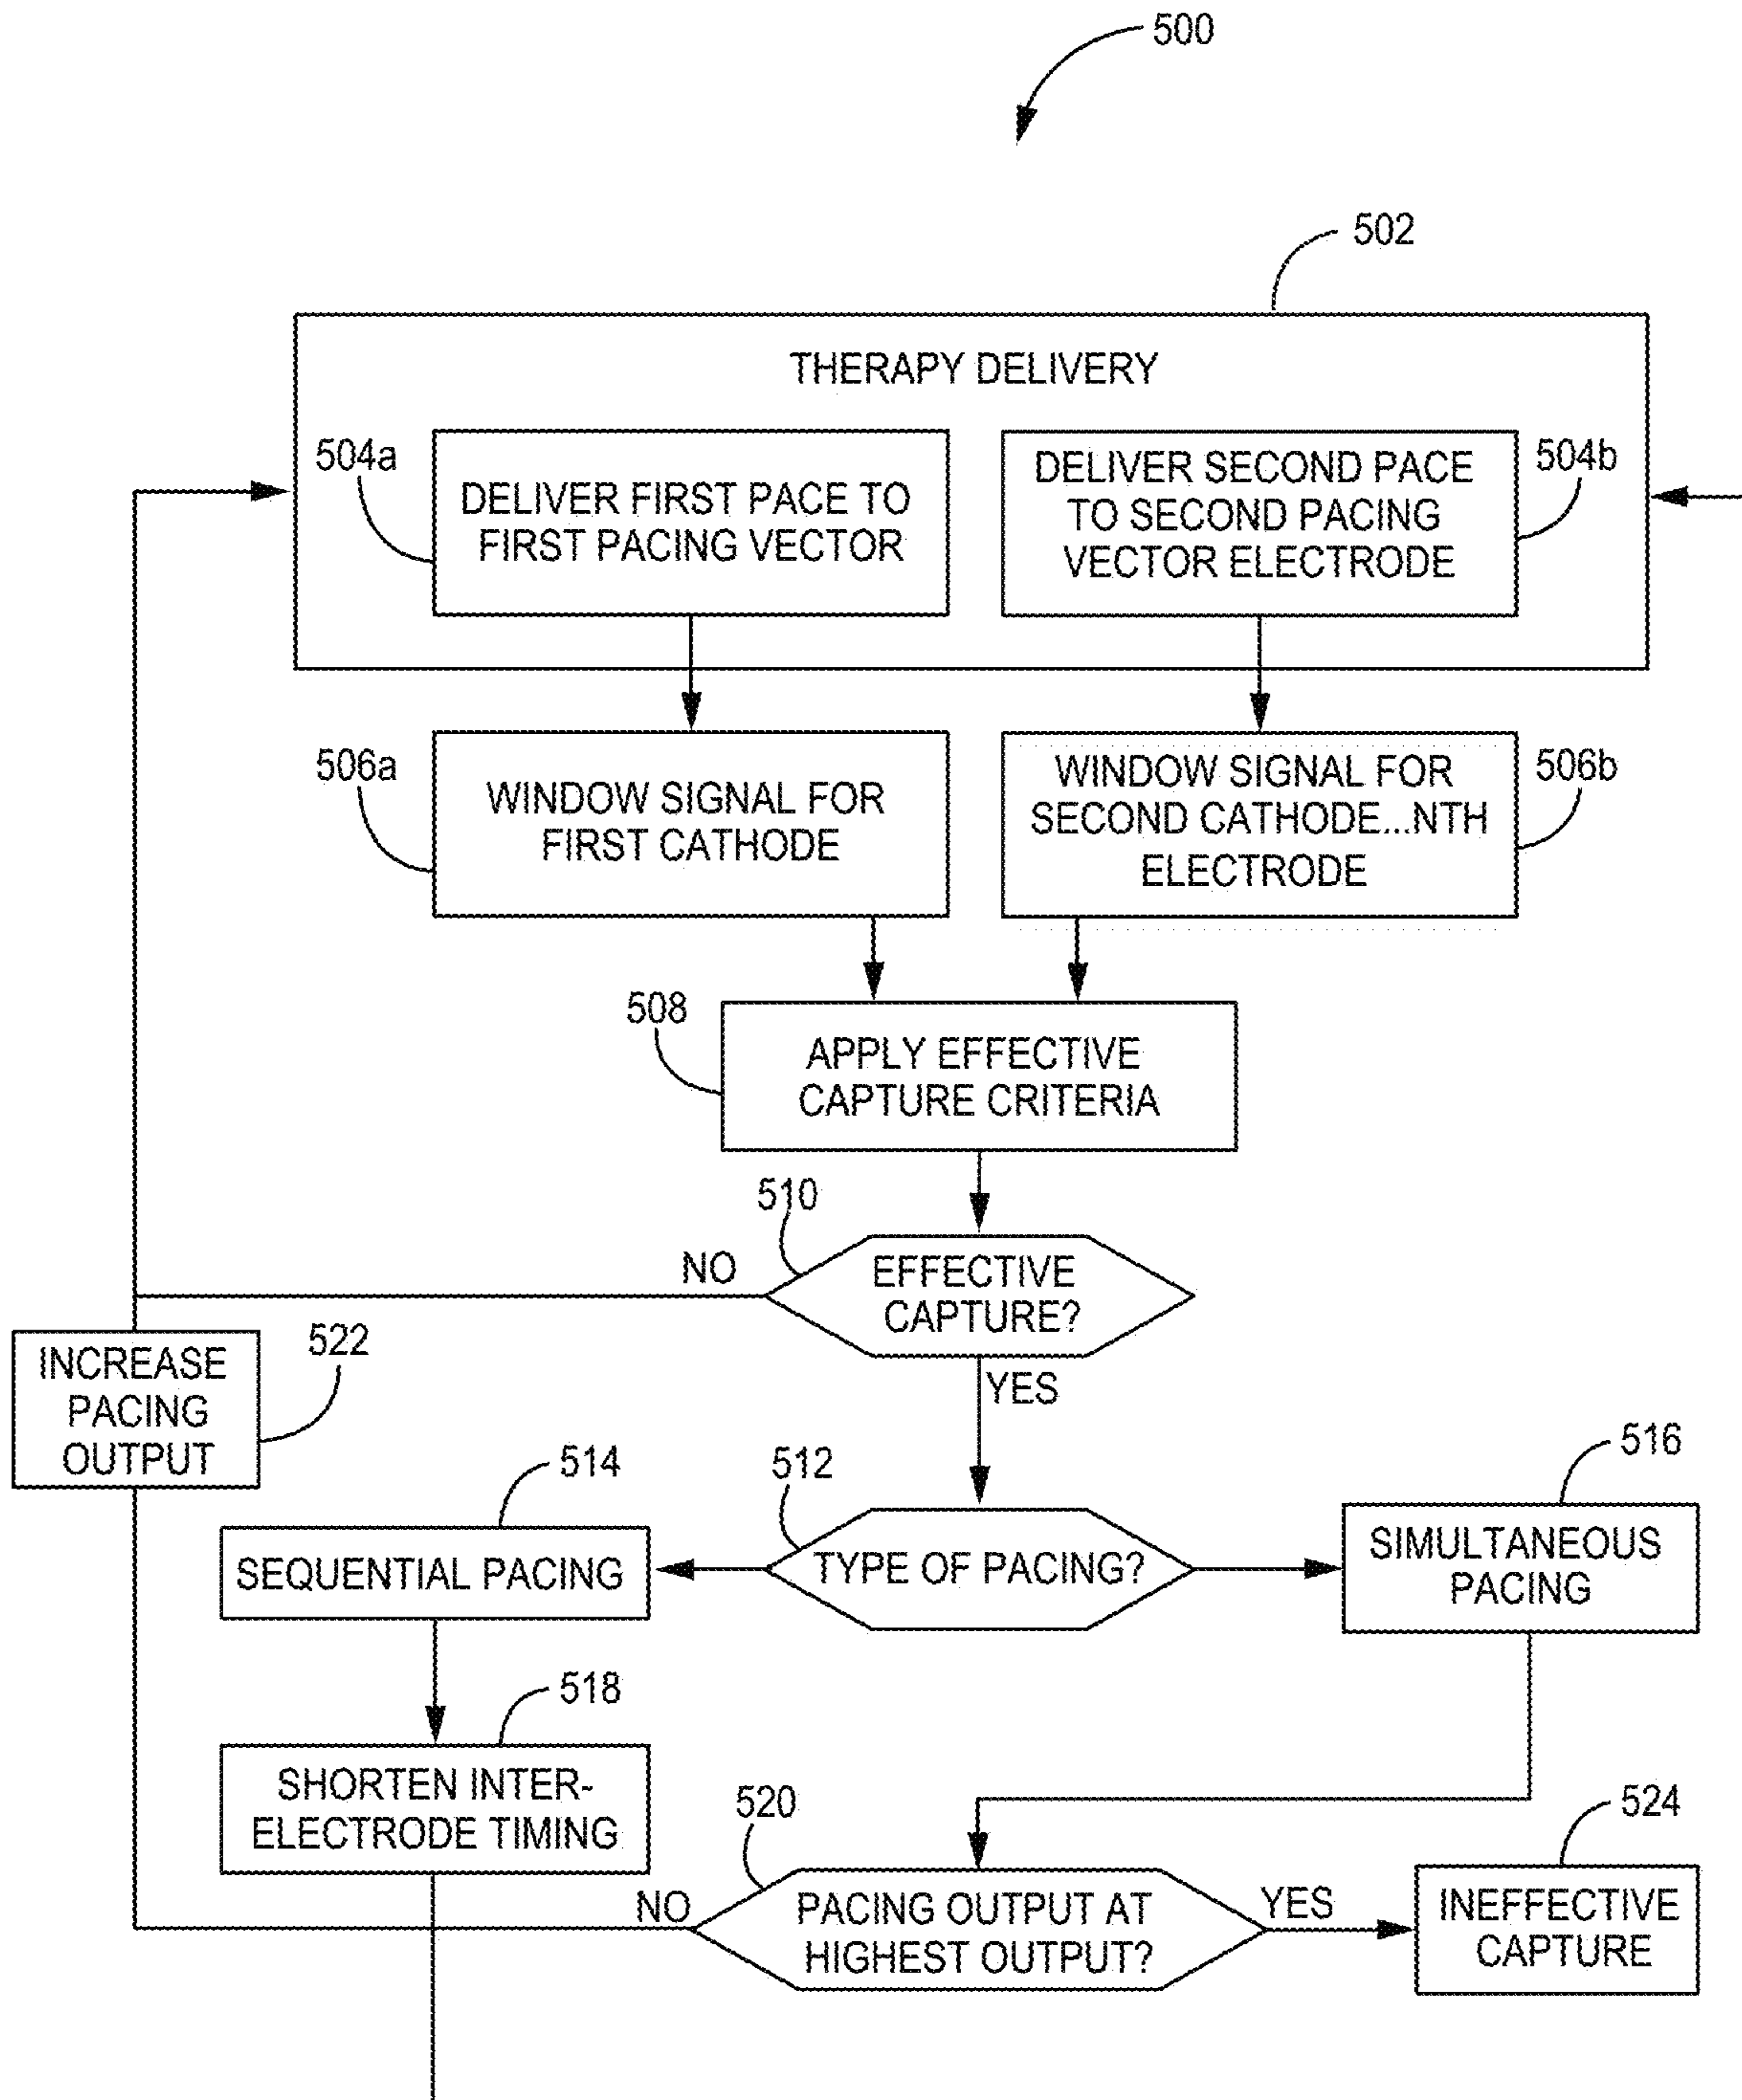 500
502
THERAPY DELIVERY
504a
DELIVER FIRST PACE TO
FIRST PACING VECTOR
DELIVER SECOND PACE
TO SECOND PACING
VECTOR ELECTRODE
504b
506a
WINDOW SIGNAL FOR
FIRST CATHODE
WINDOW SIGNAL FOR
SECOND CATHODE...NTH
ELECTRODE
506b
508
APPLY EFFECTIVE
CAPTURE CRITERIA
510
NO
EFFECTIVE
CAPTURE?
YES
INCREASE
PACING
OUTPUT
522
514
SEQUENTIAL PACING
512
TYPE OF PACING?
516
SIMULTANEOUS
PACING
518
SHORTEN INTER-
ELECTRODE TIMING
520
NO
PACING OUTPUT AT
HIGHEST OUTPUT?
YES
524
INEFFECTIVE
CAPTURE